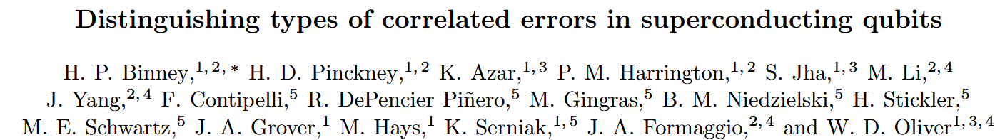 Distinguishing types of correlated errors in superconducting qubits
H. P. Binney,1, 2, * H. D. Pinckney,1, 2 K. Azar,1, 3 P. M. Harrington,1, 2 S. Jha,1, 3 M. Li,2, 4
J. Yang,2, 4 F. Contipelli,5 R. DePencier Piñero,5 M. Gingras,5 B. M. Niedzielski,5 H. Stickler,5
M. E. Schwartz,5 J. A. Grover,1 M. Hays,1 K. Serniak,1, 5 J. A. Formaggio,2, 4 and W. D. Oliver1, 3, 4